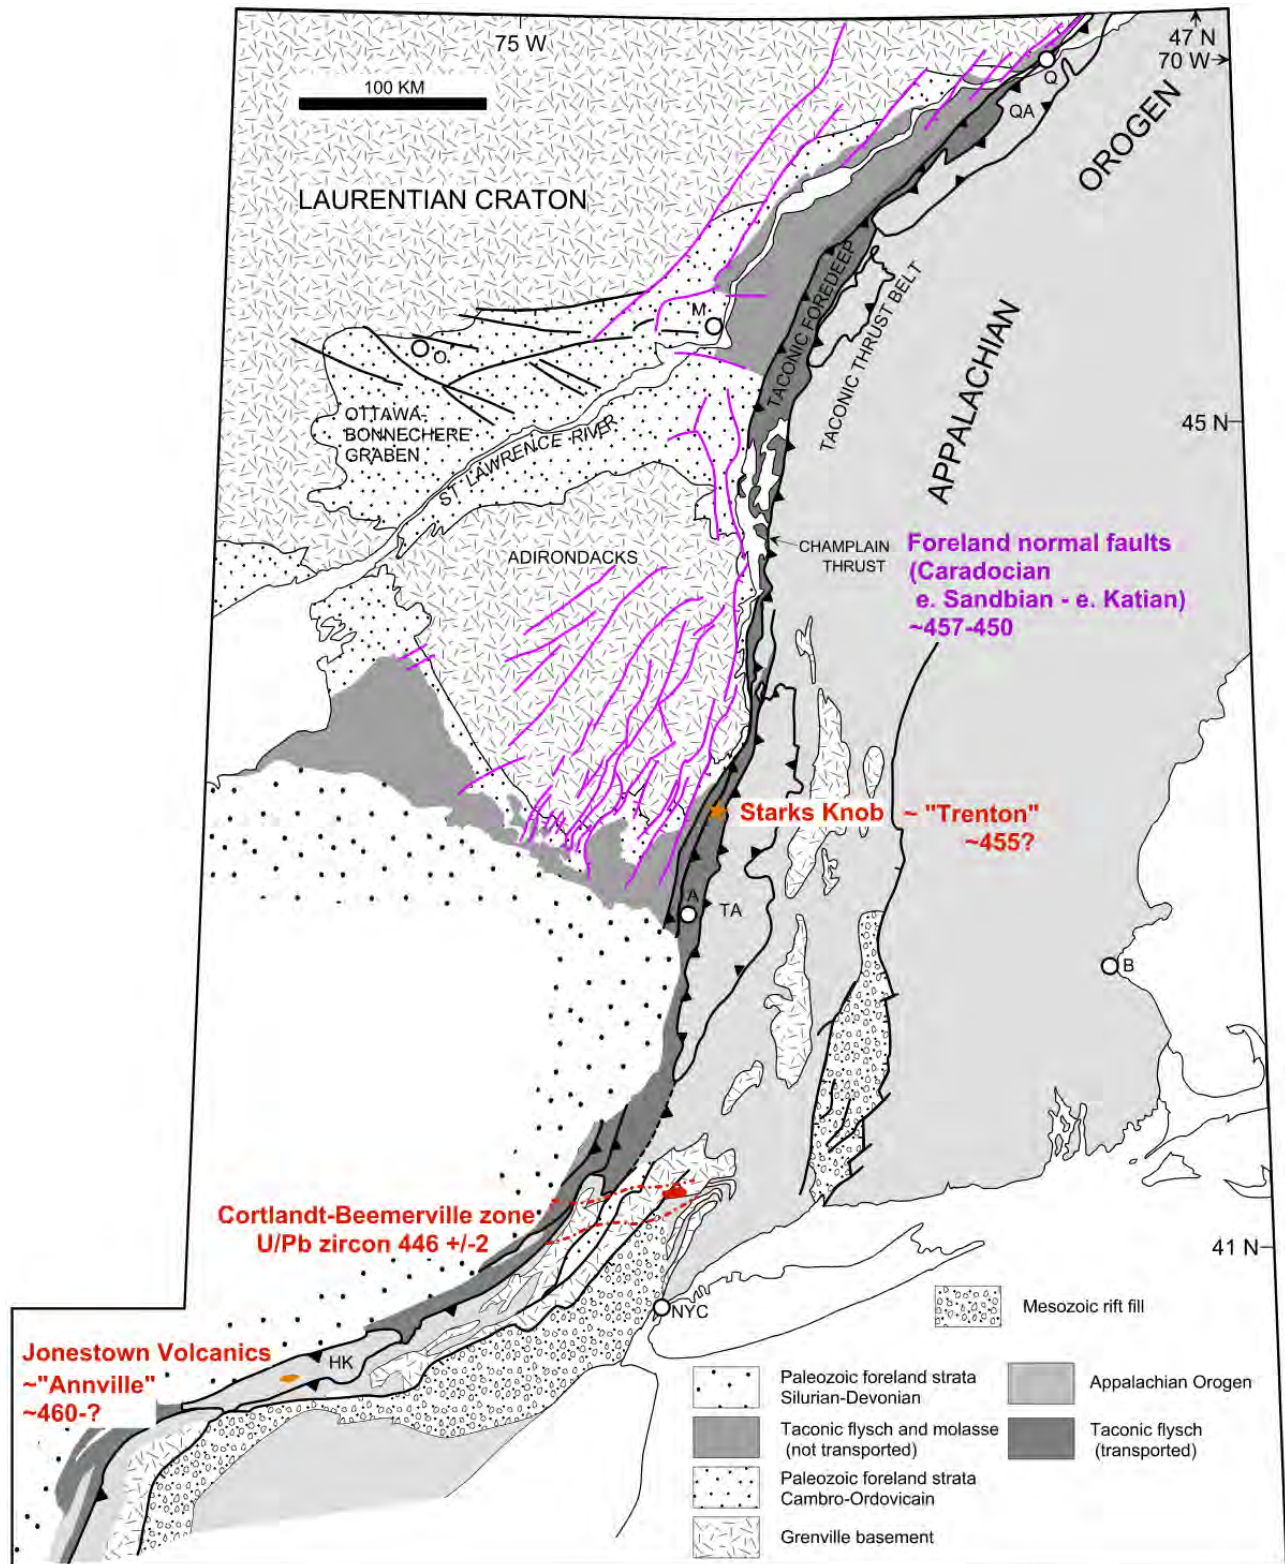 75 W
47 N
70 W
100 KM
Q
QA
OROGEN
LAURENTIAN CRATON
M
O
TACONIC FOREDEEP
TACONIC THRUST BELT
APPALACHIAN
OTTAWA-
BONNECHERE
GRABEN
ST LAWRENCE RIVER
45 N
ADIRONDACKS
CHAMPLAIN
THRUST
Foreland normal faults
(Caradocian
e. Sandbian - e. Katian)
~457-450
Starks Knob ~ "Trenton"
~455?
A
TA
B
Cortlandt-Beemerville zone
U/Pb zircon 446 +/-2
41 N
NYC
Mesozoic rift fill
Jonestown Volcanics
~"Annville"
~460-?
HK
Paleozoic foreland strata
Silurian-Devonian
Appalachian Orogen
Taconic flysch and molasse
(not transported)
Taconic flysch
(transported)
Paleozoic foreland strata
Cambro-Ordovicain
Grenville basement